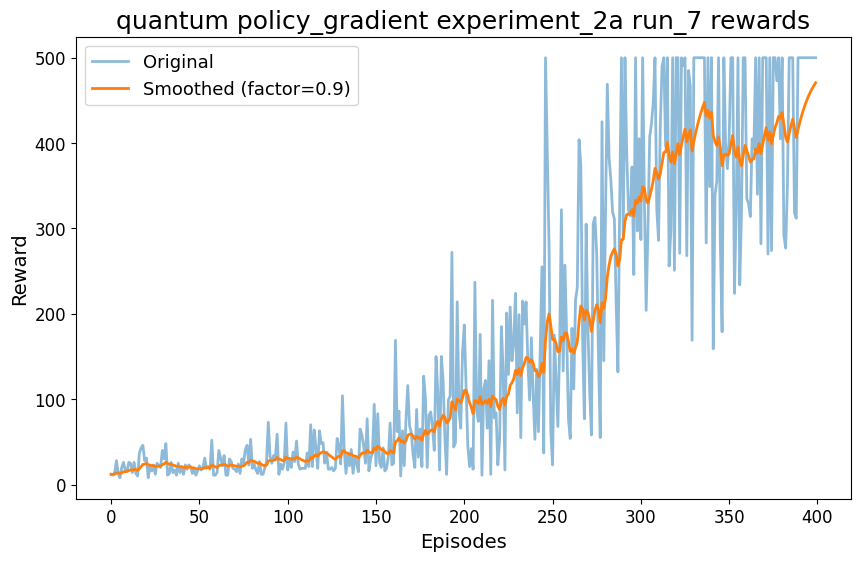 quantum policy_gradient experiment_2a run_7 rewards
Original
Smoothed (factor=0.9)
500
400
300
200
100
0
Reward
0 50 100 150 200 250 300 350 400
Episodes